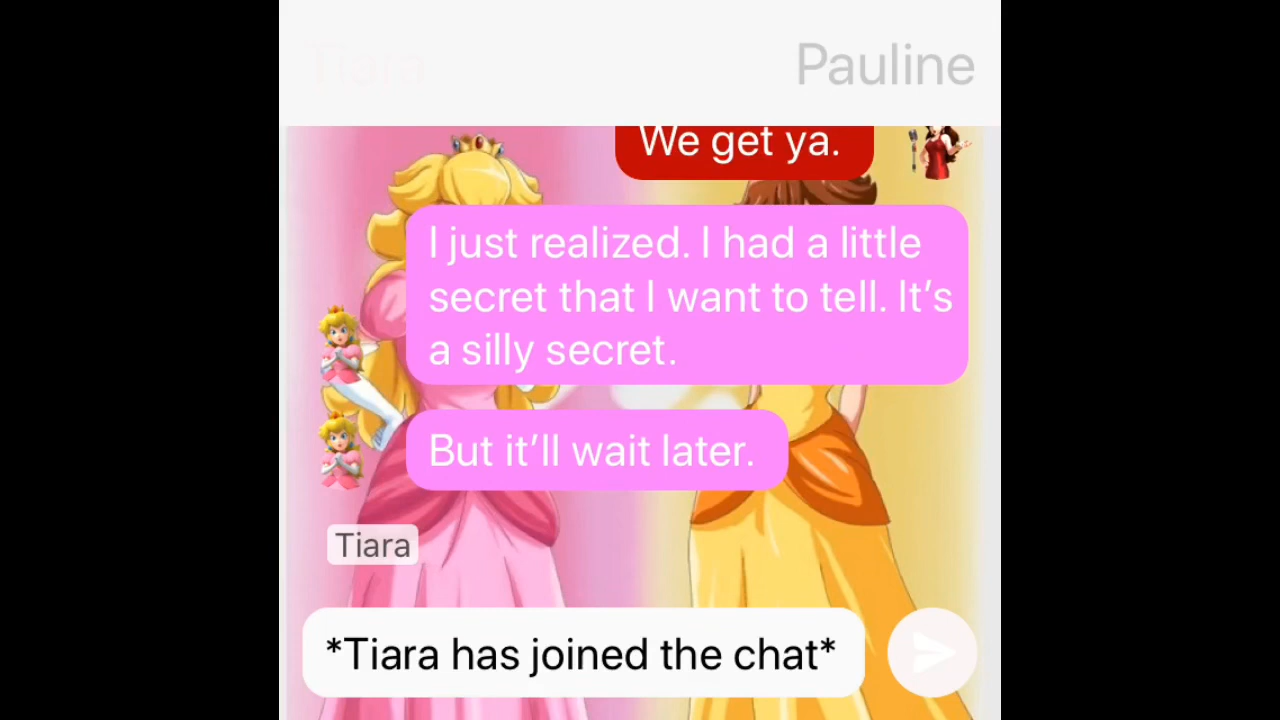 Tiara
Pauline
We get ya.
I just realized. I had a little
secret that I want to tell. It’s
a silly secret.
But it’ll wait later.
Tiara
*Tiara has joined the chat*